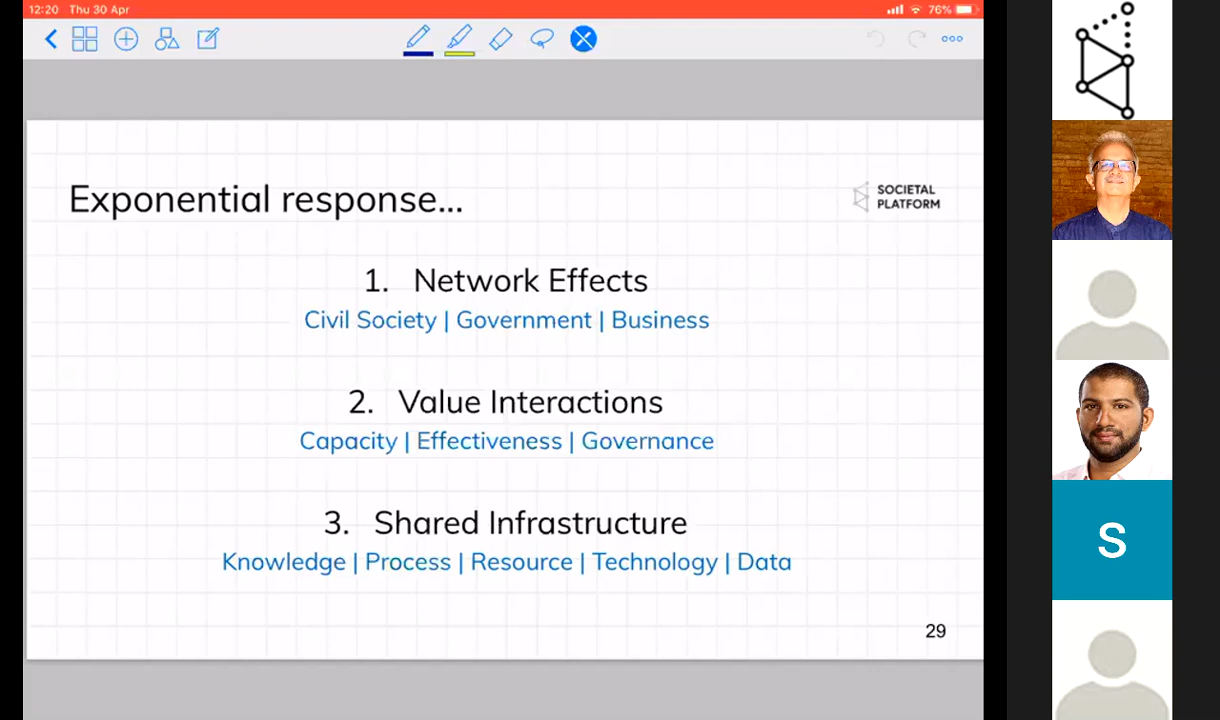 12:20 Thu 30 Apr 76%
Exponential response...
SOCIETAL
PLATFORM
1. Network Effects
Civil Society | Government | Business
2. Value Interactions
Capacity | Effectiveness | Governance
3. Shared Infrastructure
Knowledge | Process | Resource | Technology | Data
29
S